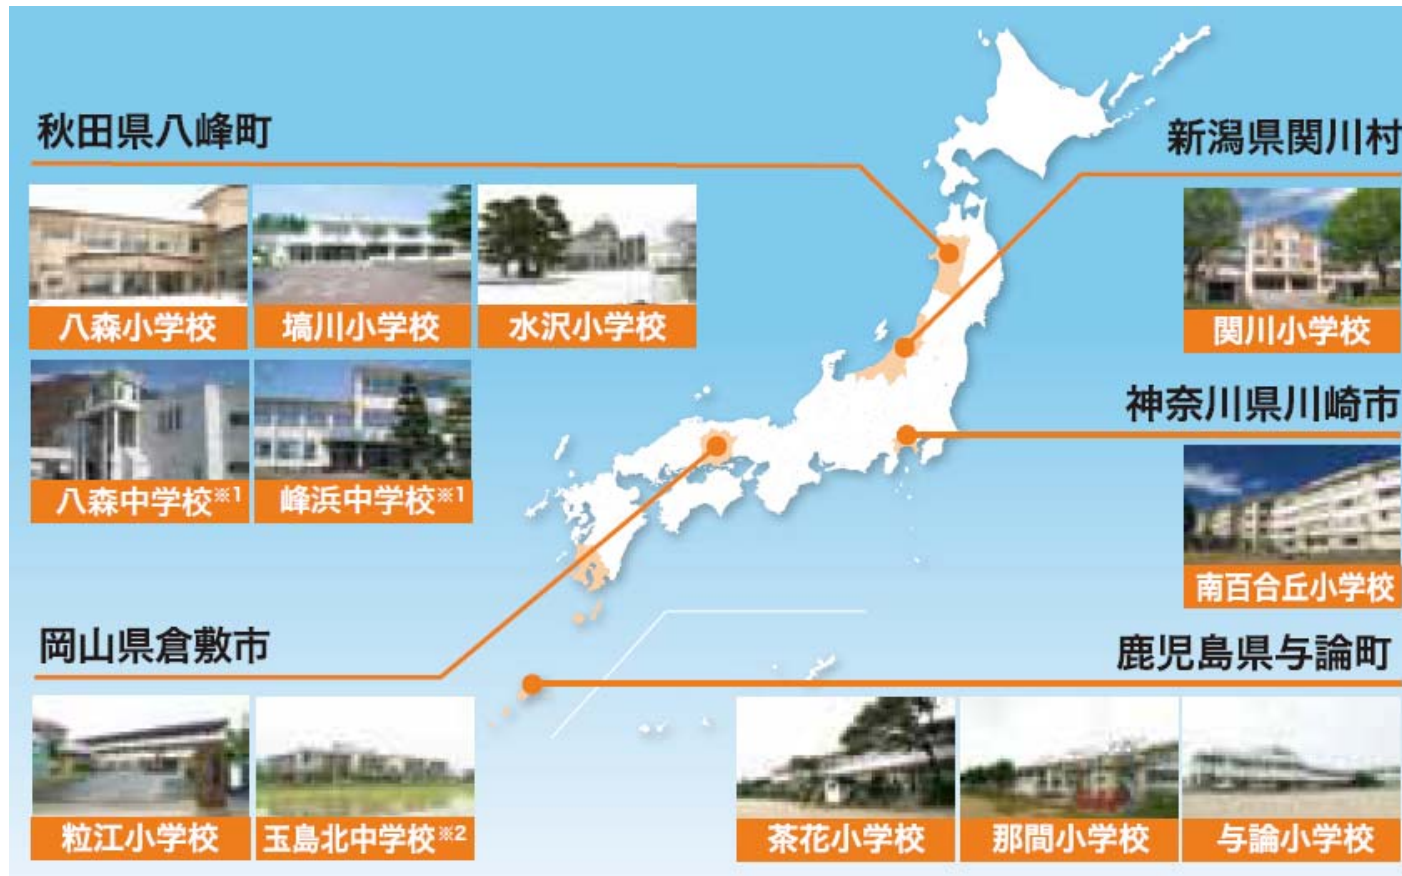 秋田県八峰町
八森小学校
塙川小学校
水沢小学校
八森中学校※1
峰浜中学校※1
新潟県関川村
関川小学校
神奈川県川崎市
南百合丘小学校
岡山県倉敷市
粒江小学校
玉島北中学校※2
鹿児島県与論町
茶花小学校
那間小学校
与論小学校